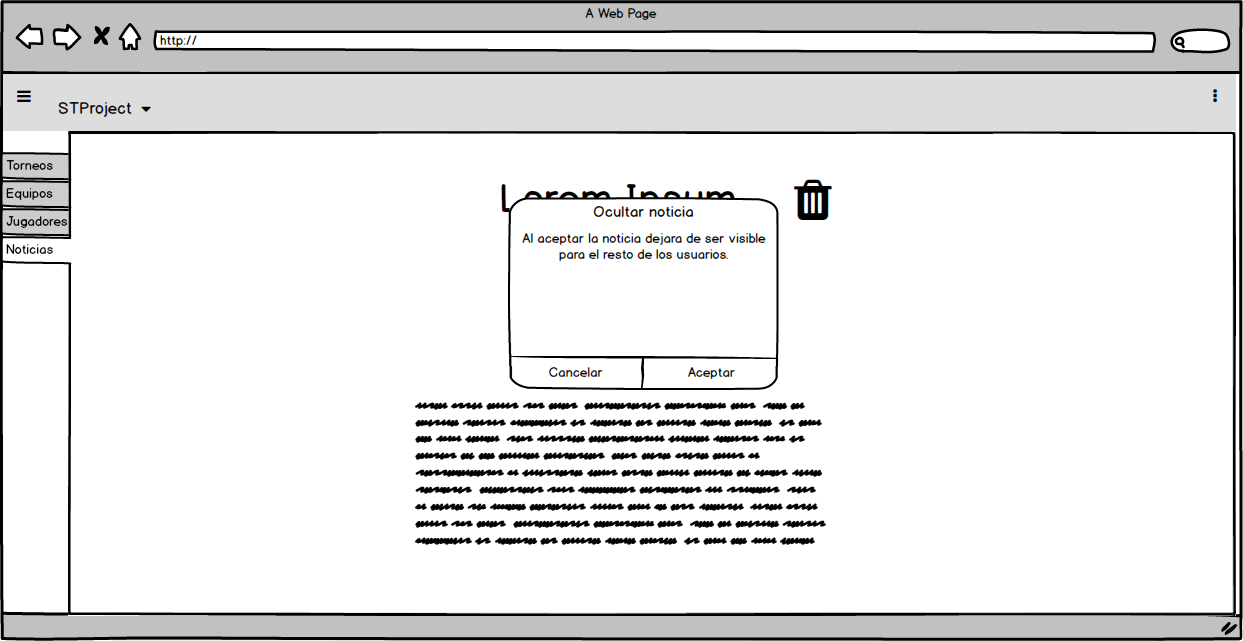 A Web Page
http://
STProject
Torneos
Equipos
Jugadores
Noticias
Lorem Ipsum
Ocultar noticia
Al aceptar la noticia dejara de ser visible
para el resto de los usuarios.
Cancelar
Aceptar